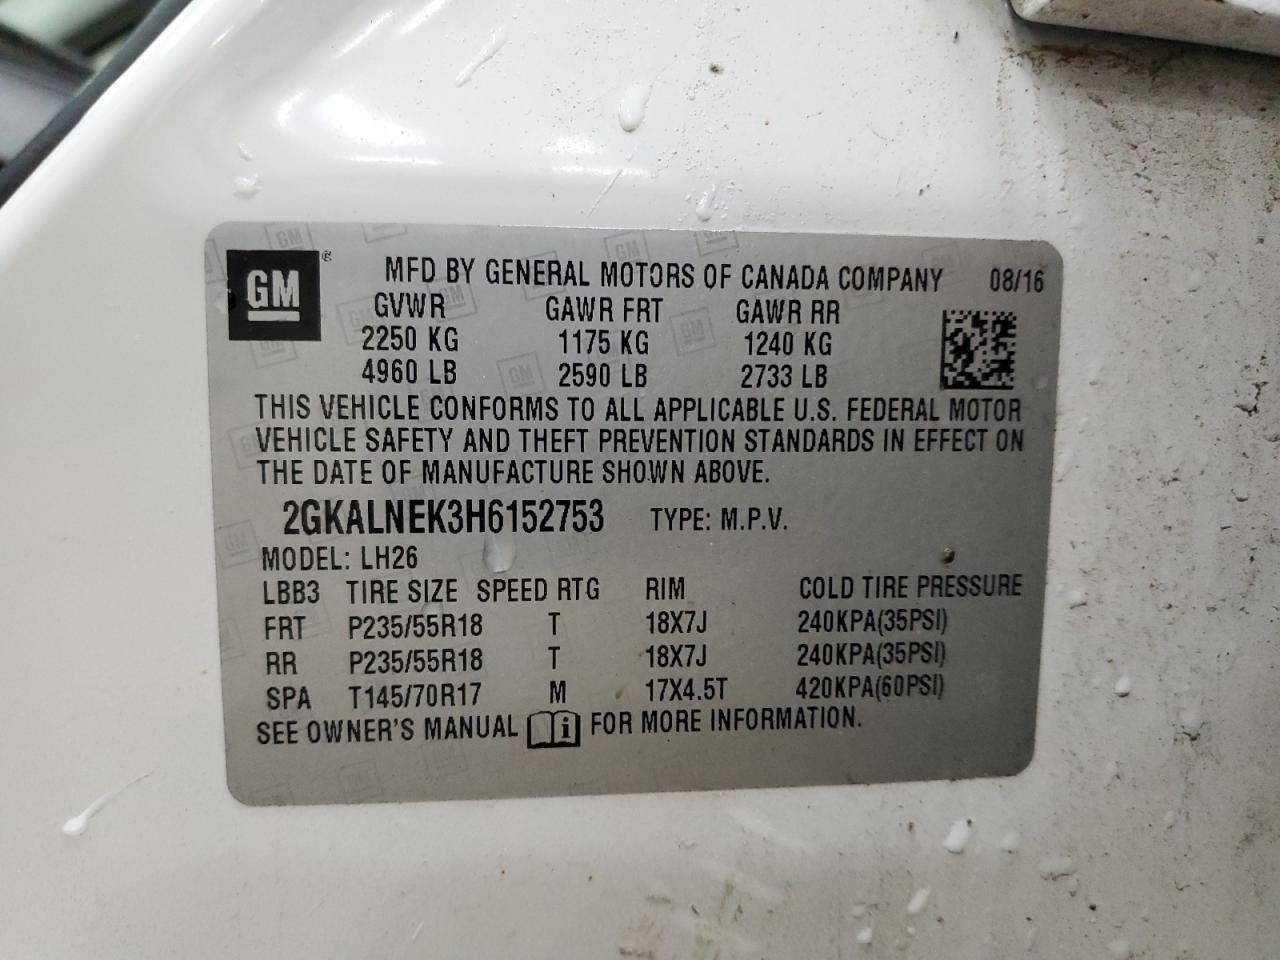 GM ® MFD BY GENERAL MOTORS OF CANADA COMPANY 08/16
GVWR GAWR FRT GAWR RR
2250 KG 1175 KG 1240 KG
4960 LB 2590 LB 2733 LB
THIS VEHICLE CONFORMS TO ALL APPLICABLE U.S. FEDERAL MOTOR
VEHICLE SAFETY AND THEFT PREVENTION STANDARDS IN EFFECT ON
THE DATE OF MANUFACTURE SHOWN ABOVE.
2GKALNEK3H6152753 TYPE: M.P.V.
MODEL: LH26
LBB3 TIRE SIZE SPEED RTG RIM COLD TIRE PRESSURE
FRT P235/55R18 T 18X7J 240KPA(35PSI)
RR P235/55R18 T 18X7J 240KPA(35PSI)
SPA T145/70R17 M 17X4.5T 420KPA(60PSI)
SEE OWNER'S MANUAL i FOR MORE INFORMATION.